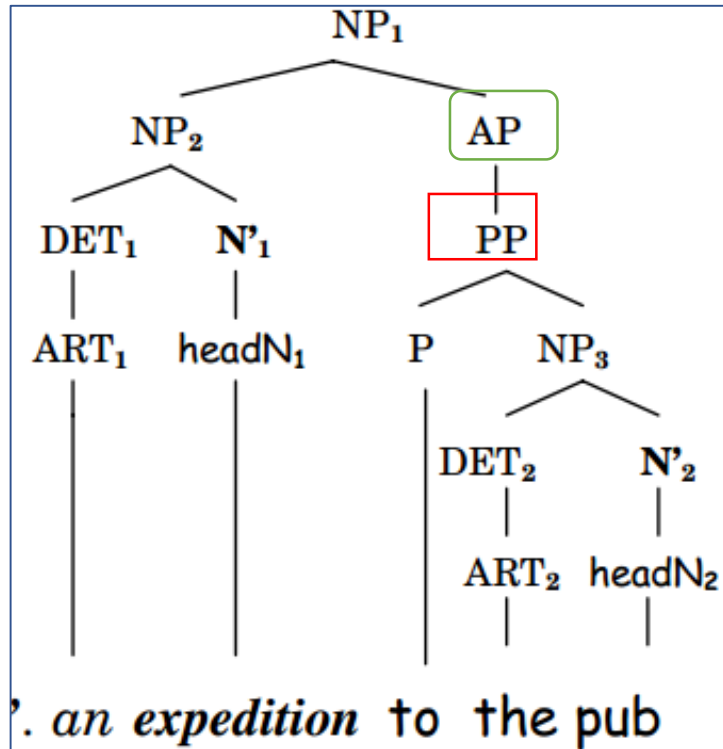 NP₁
NP₂ AP
DET₁ N’₁ PP
ART₁ headN₁ P NP₃
DET₂ N’₂
ART₂ headN₂
’. an expedition to the pub